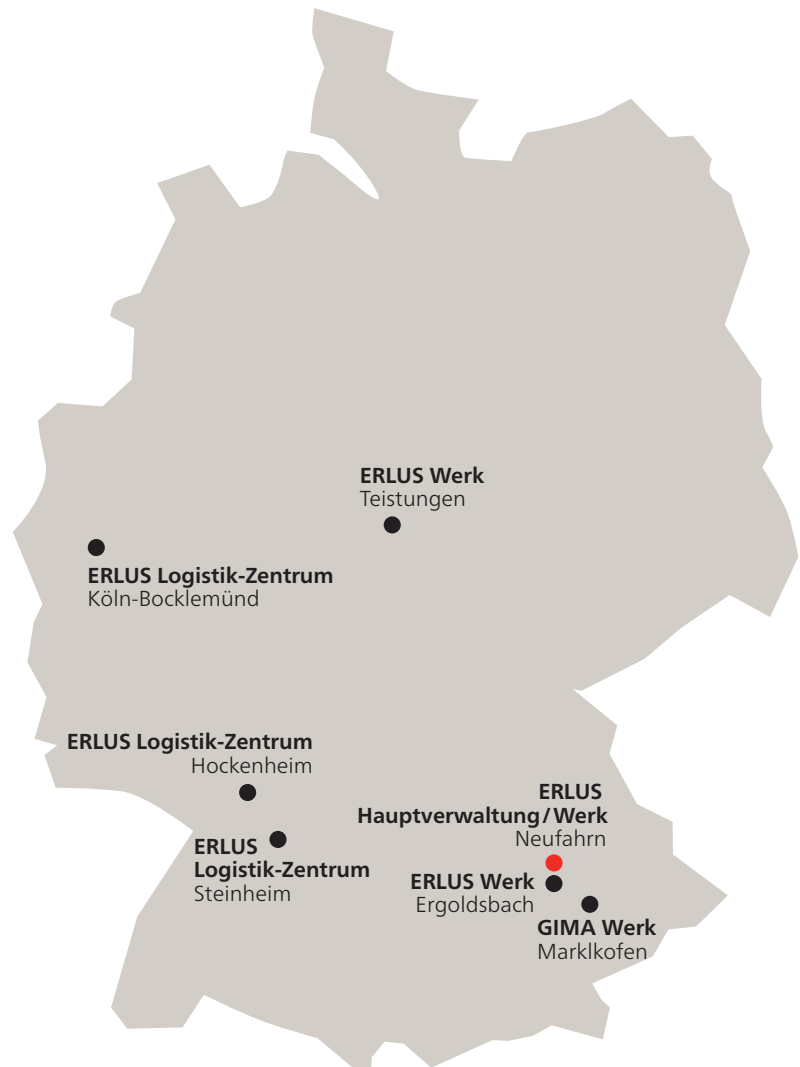 ERLUS Werk
Teistungen
ERLUS Logistik-Zentrum
Köln-Bocklemünd
ERLUS Logistik-Zentrum
Hockenheim
ERLUS
Logistik-Zentrum
Steinheim
ERLUS
Hauptverwaltung/Werk
Neufahrn
ERLUS Werk
Ergoldsbach
GIMA Werk
Marklkofen